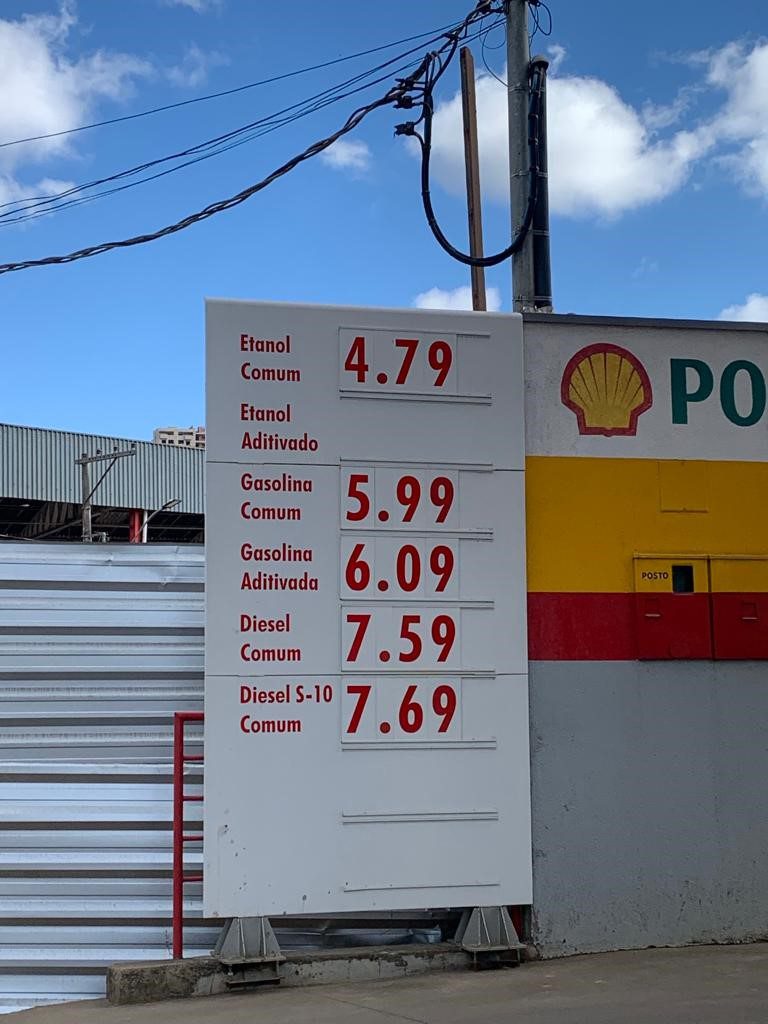 Etanol
Comum 4.79
Etanol
Aditivado
Gasolina
Comum 5.99
Gasolina
Aditivada 6.09
Diesel
Comum 7.59
Diesel S-10
Comum 7.69
PO
POSTO